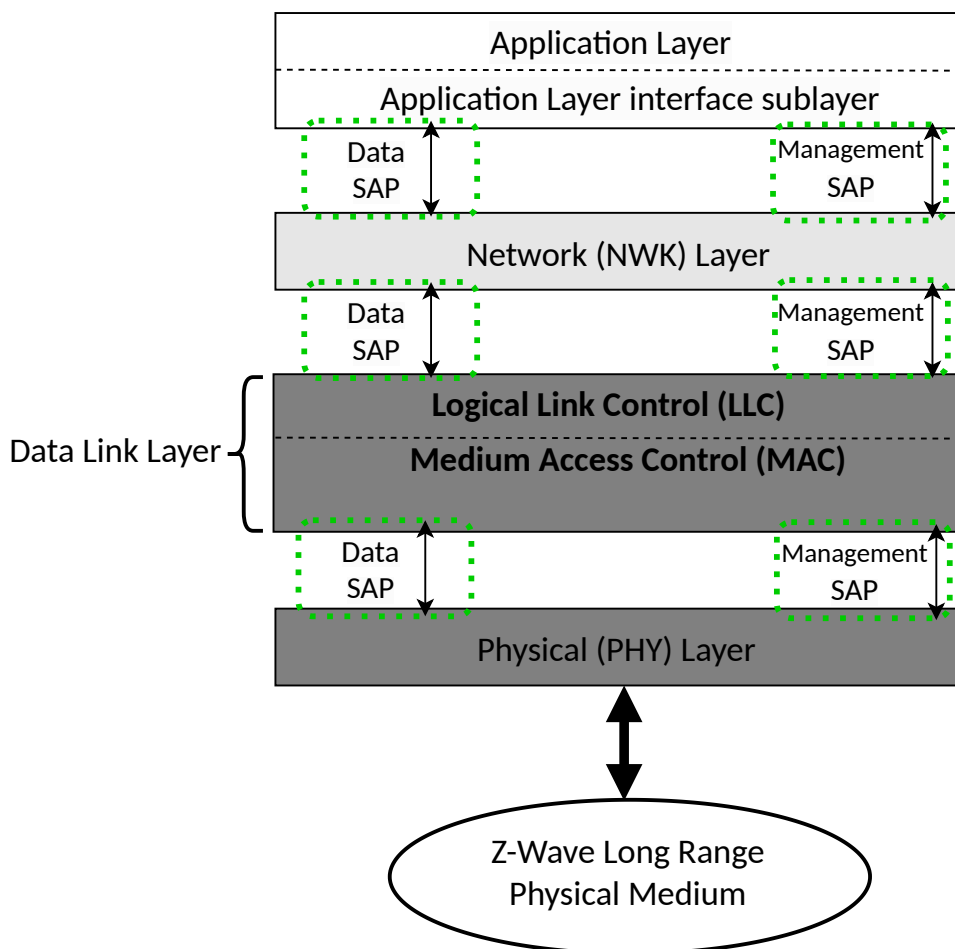 Application Layer
Application Layer interface sublayer
Data
SAP
Management
SAP
Network (NWK) Layer
Data
SAP
Management
SAP
Logical Link Control (LLC)
Data Link Layer
Medium Access Control (MAC)
Data
SAP
Management
SAP
Physical (PHY) Layer
Z-Wave Long Range
Physical Medium